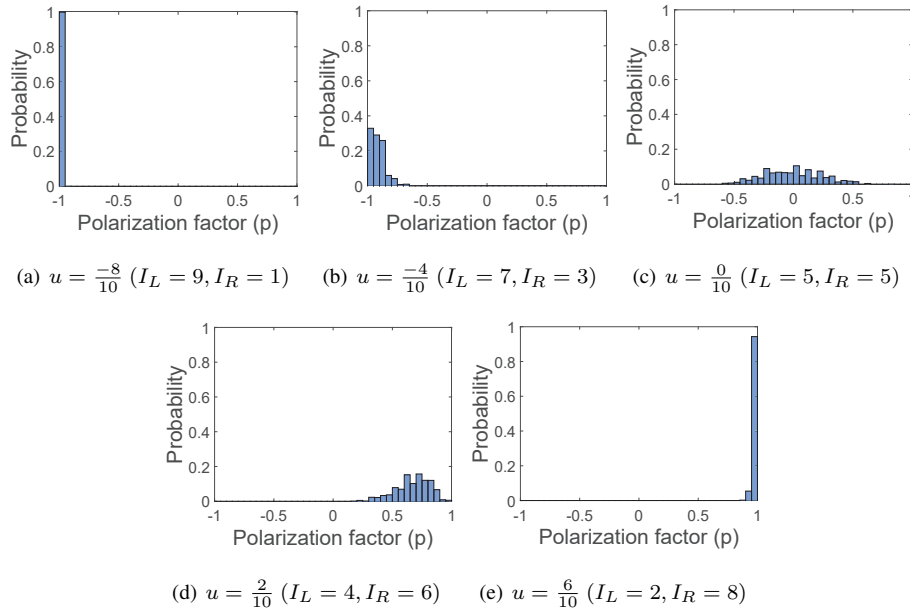 1
0.8
0.6
0.4
0.2
0
Probability
-1 -0.5 0 0.5 1
Polarization factor (p)
(a) u = \frac{-8}{10} (I_L = 9, I_R = 1)
1
0.8
0.6
0.4
0.2
0
Probability
-1 -0.5 0 0.5 1
Polarization factor (p)
(b) u = \frac{-4}{10} (I_L = 7, I_R = 3)
1
0.8
0.6
0.4
0.2
0
Probability
-1 -0.5 0 0.5
Polarization factor (p)
(c) u = \frac{0}{10} (I_L = 5, I_R = 5)
1
0.8
0.6
0.4
0.2
0
Probability
-1 -0.5 0 0.5 1
Polarization factor (p)
(d) u = \frac{2}{10} (I_L = 4, I_R = 6)
1
0.8
0.6
0.4
0.2
0
Probability
-1 -0.5 0 0.5 1
Polarization factor (p)
(e) u = \frac{6}{10} (I_L = 2, I_R = 8)